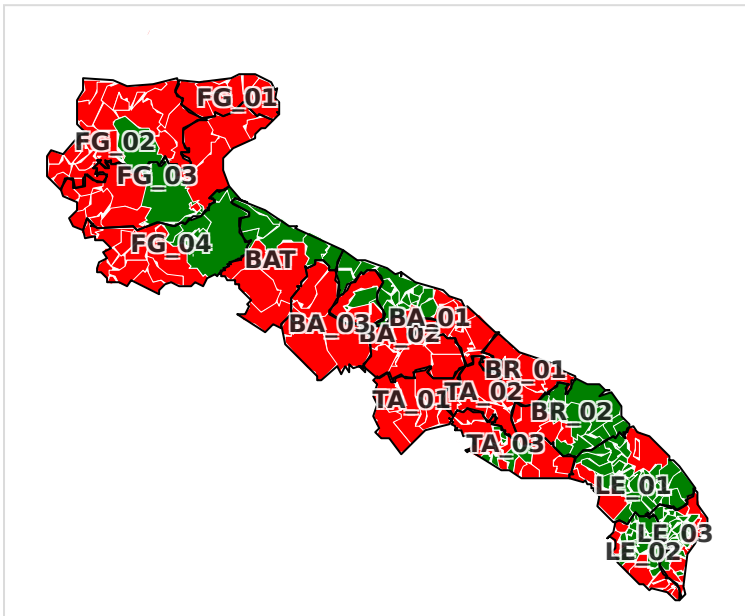 FG_01
FG_02
FG_03
FG_04
BAT
BA_01
BA_03
BA_02
BR_01
TA_02
TA_01
BR_02
TA_03
LE_01
LE_03
LE_02